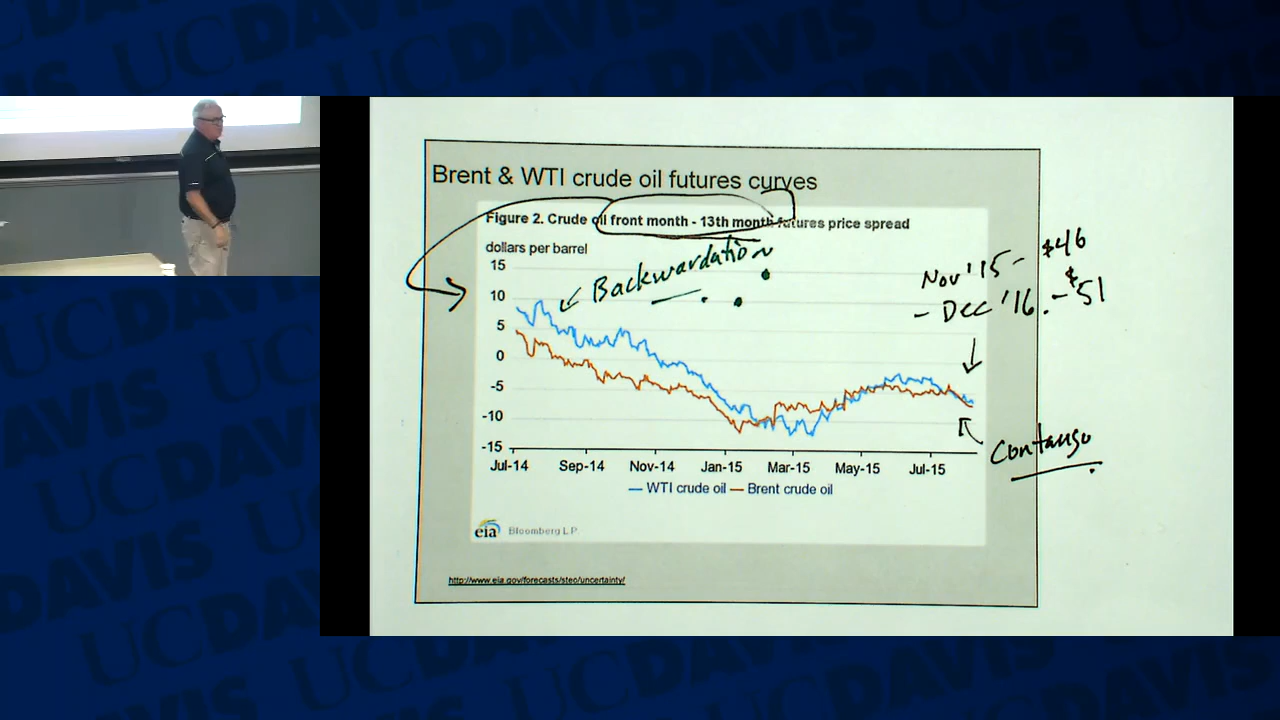 UCDAVIS
Brent & WTI crude oil futures curves
Figure 2. Crude oil front month - 13th month futures price spread
dollars per barrel
Backwardation
Nov '15 - $46
- Dec '16 - $51
15
10
5
0
-5
-10
-15
Contango
Jul-14 Sep-14 Nov-14 Jan-15 Mar-15 May-15 Jul-15
WTI crude oil Brent crude oil
eia Bloomberg L.P.
http://www.eia.gov/forecasts/steo/uncertainty/